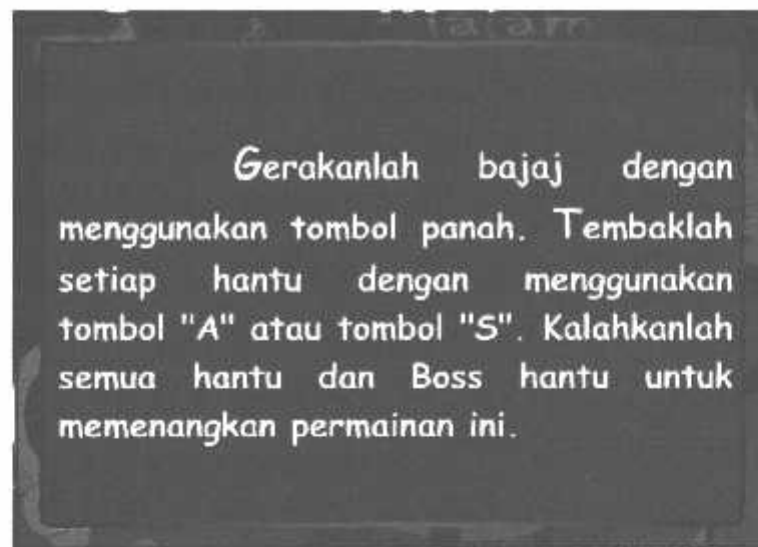 Gerakanlah bajaj dengan
menggunakan tombol panah. Tembaklah
setiap hantu dengan menggunakan
tombol "A" atau tombol "S". Kalahkanlah
semua hantu dan Boss hantu untuk
memenangkan permainan ini.